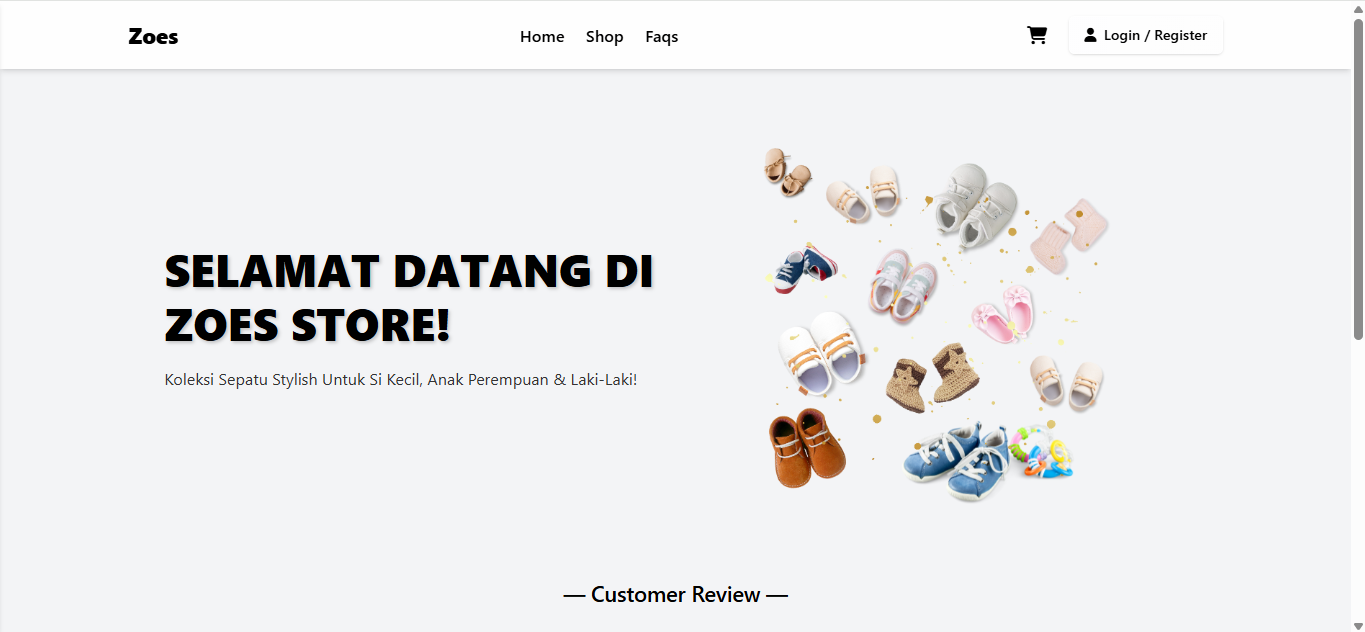 Zoes
Home
Shop
Faqs
Login / Register
SELAMAT DATANG DI
ZOES STORE!
Koleksi Sepatu Stylish Untuk Si Kecil, Anak Perempuan & Laki-Laki!
— Customer Review —